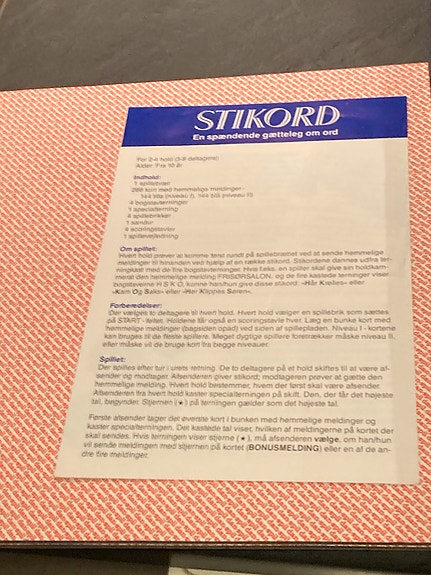 STIKORD
En spændende gætteleg om ord
For 2-4 hold (3-8 deltagere)
Alder: Fra 10 år
Indhold:
1 spillebræt
288 kort med hemmelige meldinger -
144 lilla (niveau I), 144 blå (niveau II)
4 bogstavterninger
1 specialterning
4 spillebrikker
1 sandur
4 scoringstavler
1 spillevejledning
Om spillet:
Hvert hold prøver at komme først rundt på spillebrættet ved at sende hemmelige
meldinger til hinanden ved hjælp af en række stikord. Stikordene dannes udfra ter-
ningkast med de fire bogstavterninger. Hvis f.eks. en spiller skal give sin holdkam-
merat den hemmelige melding FRISØRSALON, og de fire kastede terninger viser
bogstaverne H S K O, kunne han/hun give disse stikord: «Hår Krølles» eller
«Kam Og Saks» eller «Her Klippes Søren».
Forberedelser:
Der vælges to deltagere til hvert hold. Hvert hold vælger en spillebrik som sættes
på START - feltet. Holdene får også en scoringstavle hver. Læg en bunke kort med
hemmelige meldinger (bagsiden opad) ved siden af spillepladen. Niveau I - kortene
kan bruges til de fleste spillere. Meget dygtige spillere foretrækker måske niveau II,
efter måske vil de bruge kort fra begge niveauer.
Spillet:
Der spilles efter tur i urets retning. De to deltagere på et hold skiftes til at være af-
sender og modtager. Afsenderen giver stikord; modtageren prøver at gætte den
hemmelige melding. Hvert hold bestemmer, hvem der først skal være afsender.
Afsenderen fra hvert hold kaster specialterningen på skift. Den, der får det højeste
tal, begynder. Stjernen (★) på terningen gælder som det højeste tal.
Første afsender tager det øverste kort i bunken med hemmelige meldinger og
kaster specialterningen. Det kastede tal viser, hvilken af meldingerne på kortet der
skal sendes. Hvis terningen viser stjerne (★), må afsenderen vælge, om han/hun
vil sende meldingen med stjernen på kortet (BONUSMELDING) eller en af de an-
dre fire meldinger.